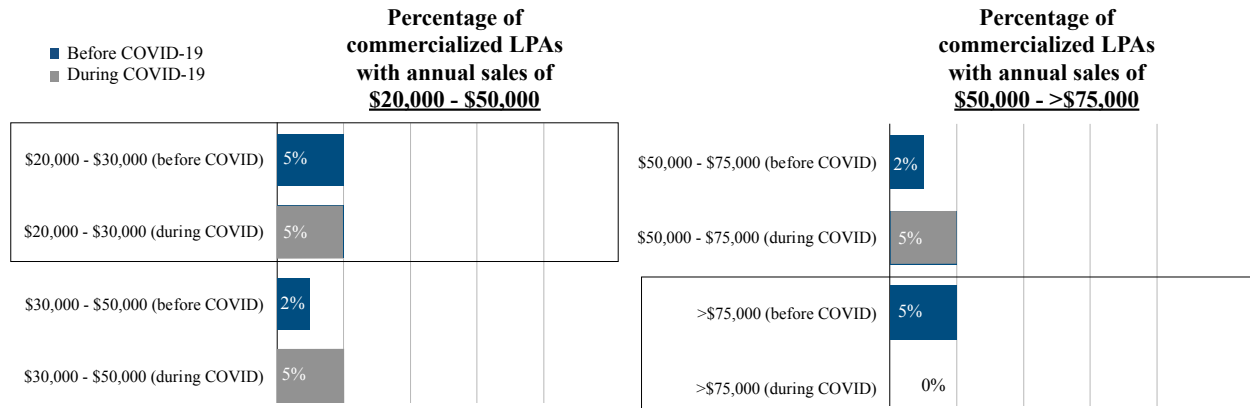 Before COVID-19
During COVID-19
Percentage of
commercialized LPAs
with annual sales of
$20,000 - $50,000
$20,000 - $30,000 (before COVID)
5%
$20,000 - $30,000 (during COVID)
5%
$30,000 - $50,000 (before COVID)
2%
$30,000 - $50,000 (during COVID)
5%
Percentage of
commercialized LPAs
with annual sales of
$50,000 - >$75,000
$50,000 - $75,000 (before COVID)
2%
$50,000 - $75,000 (during COVID)
5%
>$75,000 (before COVID)
5%
>$75,000 (during COVID)
0%